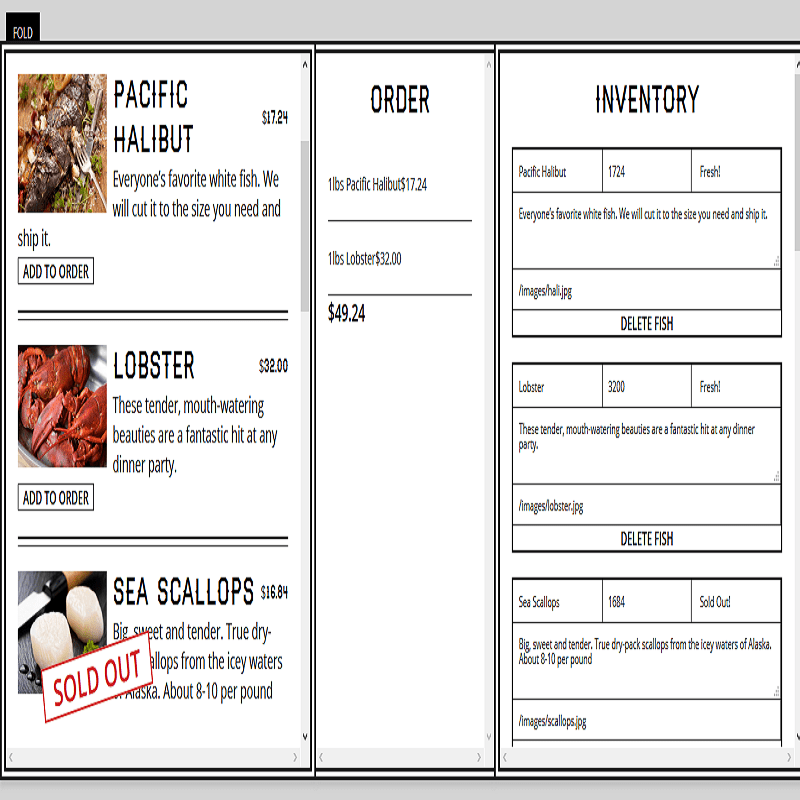 FOLD
PACIFIC
HALIBUT
$17.24
Everyone's favorite white fish. We
will cut it to the size you need and
ship it.
ADD TO ORDER
LOBSTER
$32.00
These tender, mouth-watering
beauties are a fantastic hit at any
dinner party.
ADD TO ORDER
SEA SCALLOPS $16.84
Big, sweet and tender. True dry-
allops from the icey waters
of Alaska. About 8-10 per pound
SOLD OUT
ORDER
1lbs Pacific Halibut$17.24
1lbs Lobster$32.00
$49.24
INVENTORY
Pacific Halibut 1724 Fresh!
Everyone's favorite white fish. We will cut it to the size you need and ship it.
/images/hali.jpg
DELETE FISH
Lobster 3200 Fresh!
These tender, mouth-watering beauties are a fantastic hit at any dinner
party.
/images/lobster.jpg
DELETE FISH
Sea Scallops 1684 Sold Out!
Big, sweet and tender. True dry-pack scallops from the icey waters of Alaska.
About 8-10 per pound
/images/scallops.jpg